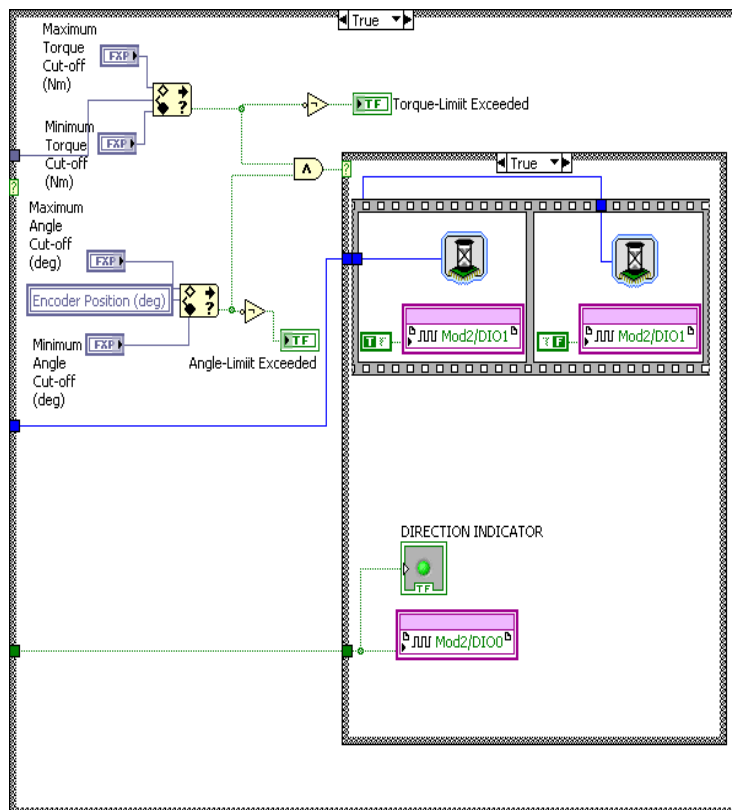 True
Maximum
Torque
Cut-off
(Nm)
FXP
?
TF
Torque-Limiit Exceeded
Minimum
Torque
Cut-off
(Nm)
FXP
?
True
?
Maximum
Angle
Cut-off
(deg)
FXP
Encoder Position (deg)
?
Minimum
Angle
Cut-off
(deg)
FXP
TF
Angle-Limiit Exceeded
T F
Mod2/DIO1
T F
Mod2/DIO1
DIRECTION INDICATOR
TF
Mod2/DIO0